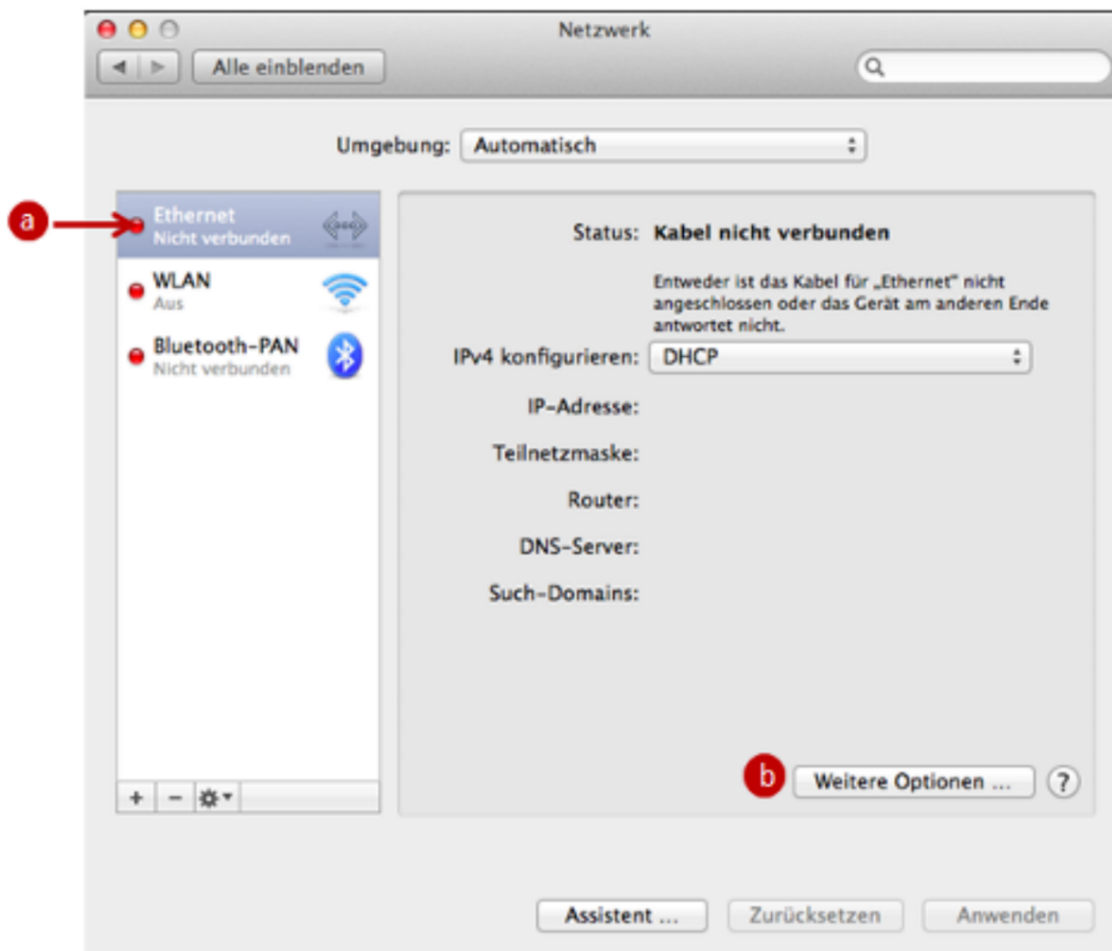 Netzwerk
Alle einblenden
Umgebung: Automatisch
a
Ethernet
Nicht verbunden
WLAN
Aus
Bluetooth-PAN
Nicht verbunden
Status: Kabel nicht verbunden
Entweder ist das Kabel für „Ethernet" nicht
angeschlossen oder das Gerät am anderen Ende
antwortet nicht.
IPv4 konfigurieren: DHCP
IP-Adresse:
Teilnetzmaske:
Router:
DNS-Server:
Such-Domains:
b Weitere Optionen ... ?
+ −
Assistent ... Zurücksetzen Anwenden